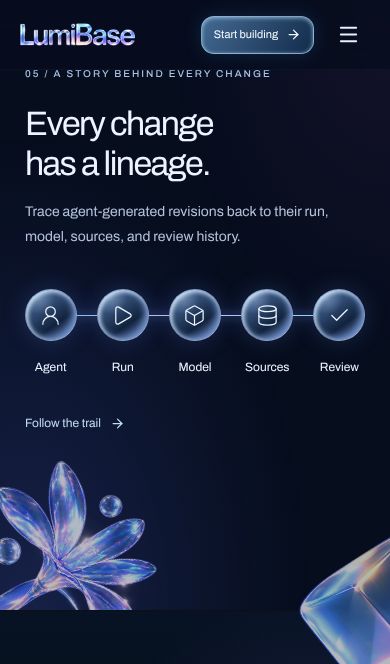 LumiBase
Start building
05 / A STORY BEHIND EVERY CHANGE
Every change
has a lineage.
Trace agent-generated revisions back to their run,
model, sources, and review history.
Agent
Run
Model
Sources
Review
Follow the trail